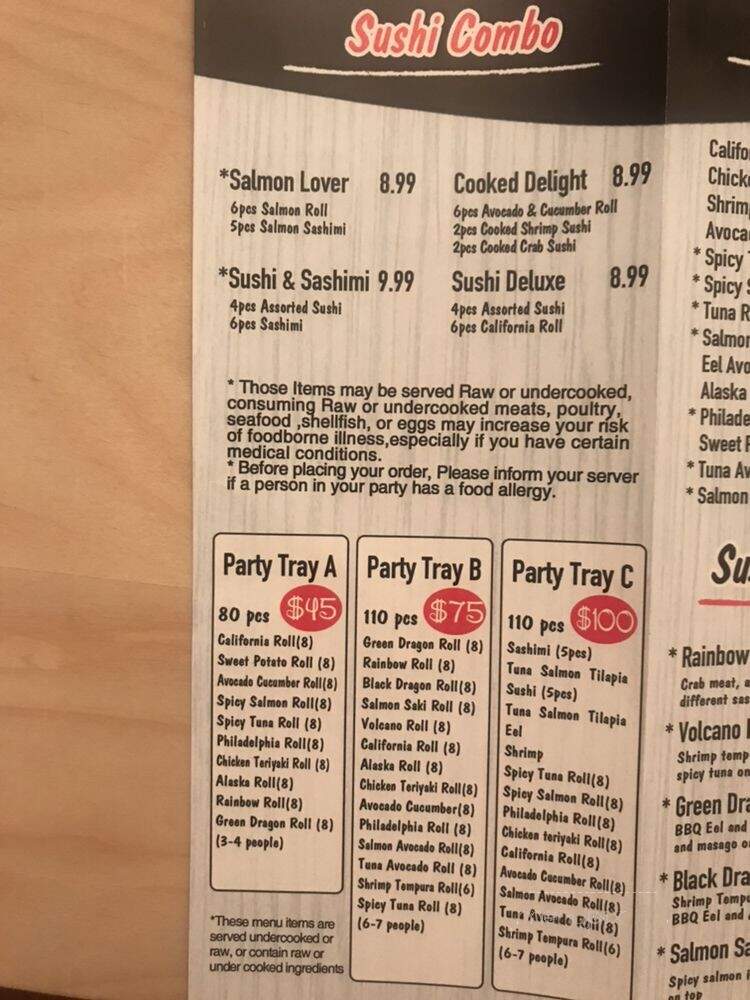 Sushi Combo
*Salmon Lover 8.99
6pcs Salmon Roll
5pcs Salmon Sashimi
Cooked Delight 8.99
6pcs Avocado & Cucumber Roll
2pcs Cooked Shrimp Sushi
2pcs Cooked Crab Sushi
*Sushi & Sashimi 9.99
4pcs Assorted Sushi
6pcs Sashimi
Sushi Deluxe 8.99
4pcs Assorted Sushi
6pcs California Roll
* Those Items may be served Raw or undercooked,
consuming Raw or undercooked meats, poultry,
seafood ,shellfish, or eggs may increase your risk
of foodborne illness,especially if you have certain
medical conditions.
* Before placing your order, Please inform your server
if a person in your party has a food allergy.
Party Tray A
80 pcs $45
California Roll(8)
Sweet Potato Roll (8)
Avocado Cucumber Roll(8)
Spicy Salmon Roll(8)
Spicy Tuna Roll (8)
Philadelphia Roll(8)
Chicken Teriyaki Roll (8)
Alaska Roll(8)
Rainbow Roll(8)
Green Dragon Roll (8)
(3-4 people)
*These menu items are
served undercooked or
raw, or contain raw or
under cooked ingredients
Party Tray B
110 pcs $75
Green Dragon Roll (8)
Rainbow Roll (8)
Black Dragon Roll(8)
Salmon Saki Roll (8)
Volcano Roll (8)
California Roll (8)
Alaska Roll (8)
Chicken Teriyaki Roll(8)
Avocado Cucumber(8)
Philadelphia Roll (8)
Salmon Avocado Roll(8)
Tuna Avocado Roll (8)
Shrimp Tempura Roll(6)
Spicy Tuna Roll (8)
(6-7 people)
Party Tray C
110 pcs $100
Sashimi (5pcs)
Tuna Salmon Tilapia
Sushi (5pcs)
Tuna Salmon Tilapia
Eel
Shrimp
Spicy Tuna Roll(8)
Spicy Salmon Roll(8)
Philadelphia Roll(8)
Chicken teriyaki Roll(8)
California Roll(8)
Avocado Cucumber Roll(8)
Salmon Avocado Roll(8)
Tuna Avocado Roll(8)
Shrimp Tempura Roll(6)
(6-7 people)
Califo
Chick
Shrim
Avoca
* Spicy
* Spicy
* Tuna R
* Salmon
Eel Avo
Alaska
* Philade
Sweet
* Tuna Av
* Salmon
Su
* Rainbow
Crab meat,
different sas
* Volcano
Shrimp temp
spicy tuna on
* Green Dra
BBQ Eel and
and masago o
* Black Dra
Shrimp Temp
BBQ Eel and
* Salmon Sa
Spicy salmon
on top